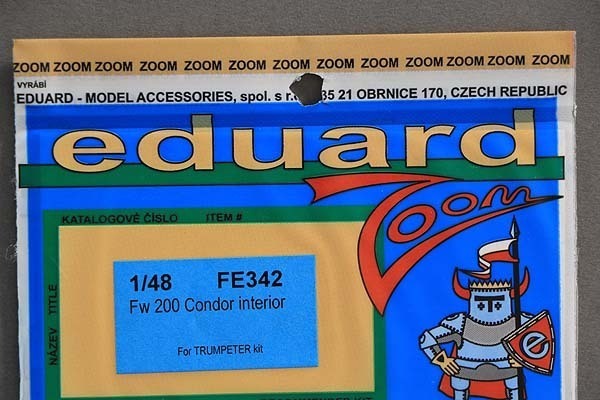 ZOOM ZOOM ZOOM ZOOM ZOOM ZOOM ZOOM ZOOM ZOOM ZOOM ZOOM ZOOM ZOOM
VYRÁBÍ
EDUARD - MODEL ACCESSORIES, spol. s r. 35 21 OBRNICE 170, CZECH REPUBLIC
eduard
Zoom
KATALOGOVÉ ČÍSLO ITEM #
NÁZEV TITLE
1/48 FE342
Fw 200 Condor interior
For TRUMPETER kit
e